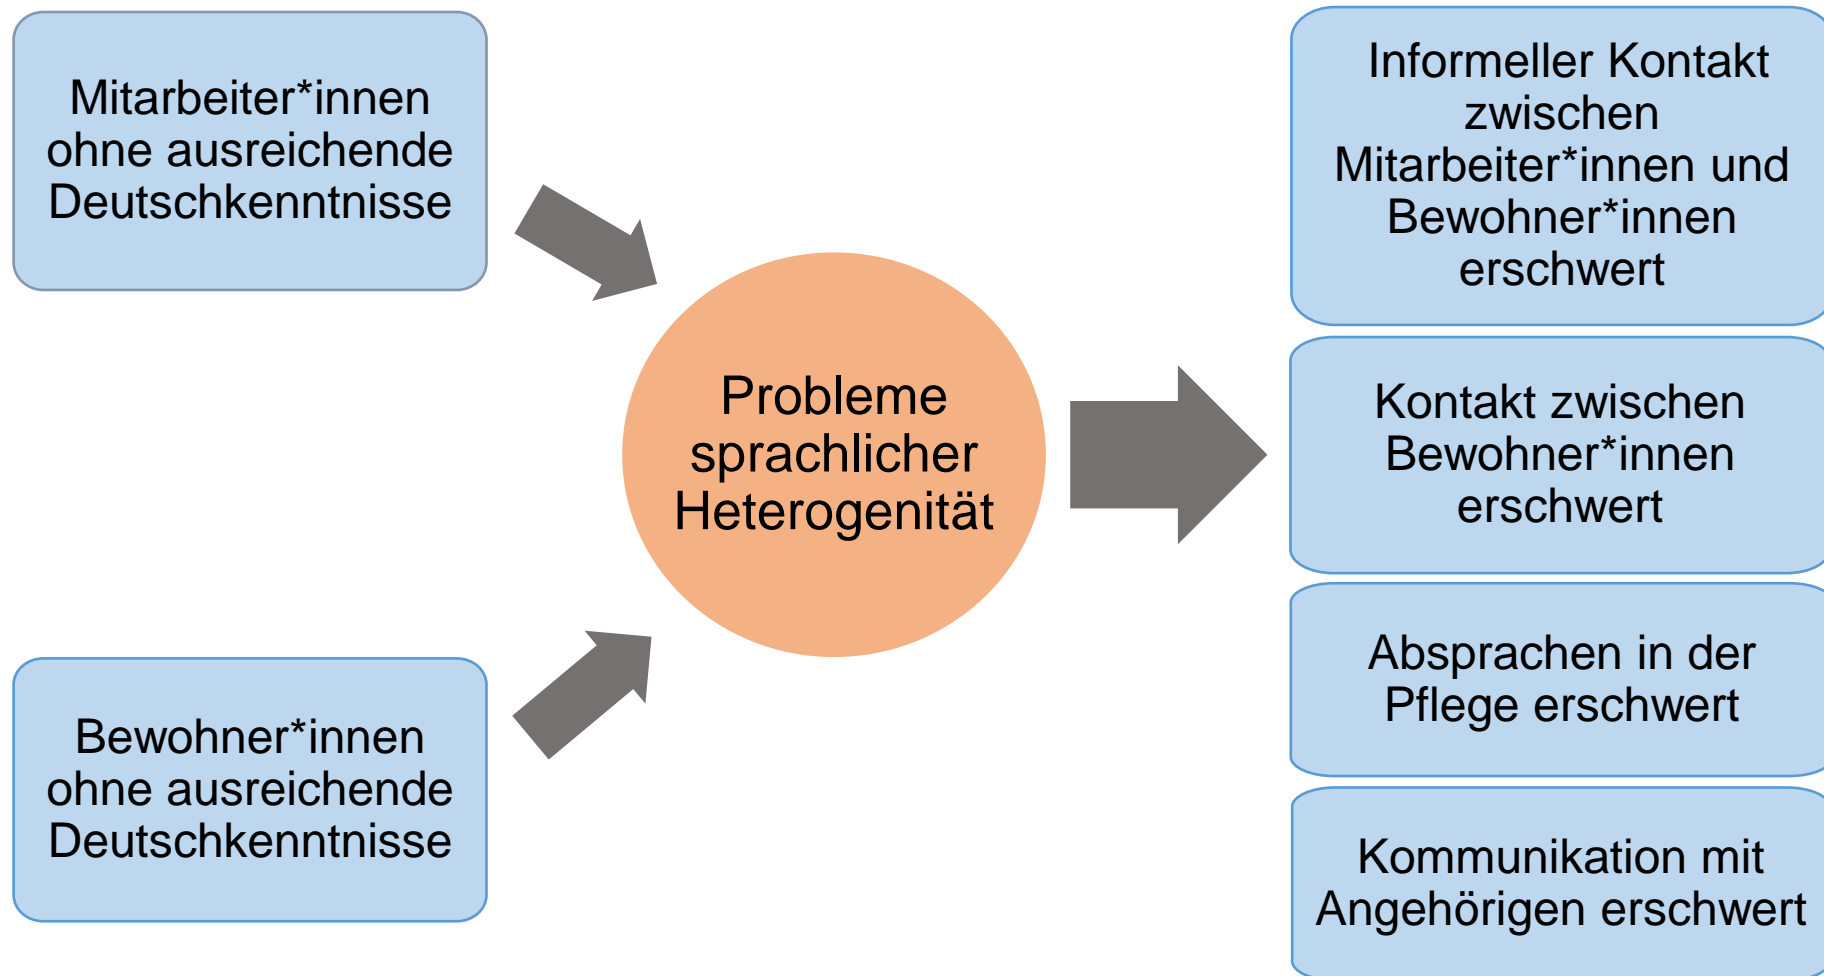 Mitarbeiter*innen
ohne ausreichende
Deutschkenntnisse
Bewohner*innen
ohne ausreichende
Deutschkenntnisse
Probleme
sprachlicher
Heterogenität
Informeller Kontakt
zwischen
Mitarbeiter*innen und
Bewohner*innen
erschwert
Kontakt zwischen
Bewohner*innen
erschwert
Absprachen in der
Pflege erschwert
Kommunikation mit
Angehörigen erschwert